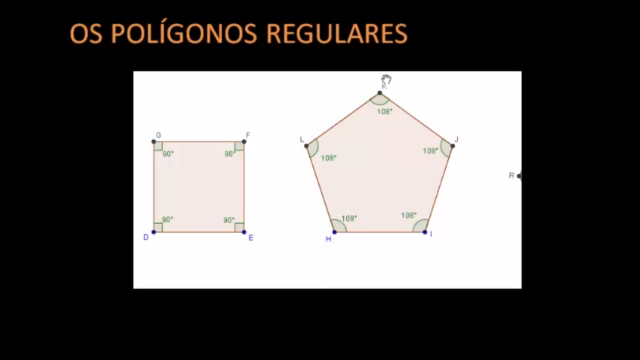 OS POLÍGONOS REGULARES
K
108°
G F L J
90° 90° 108° 108°
R
90° 90° 108° 108°
D E H I